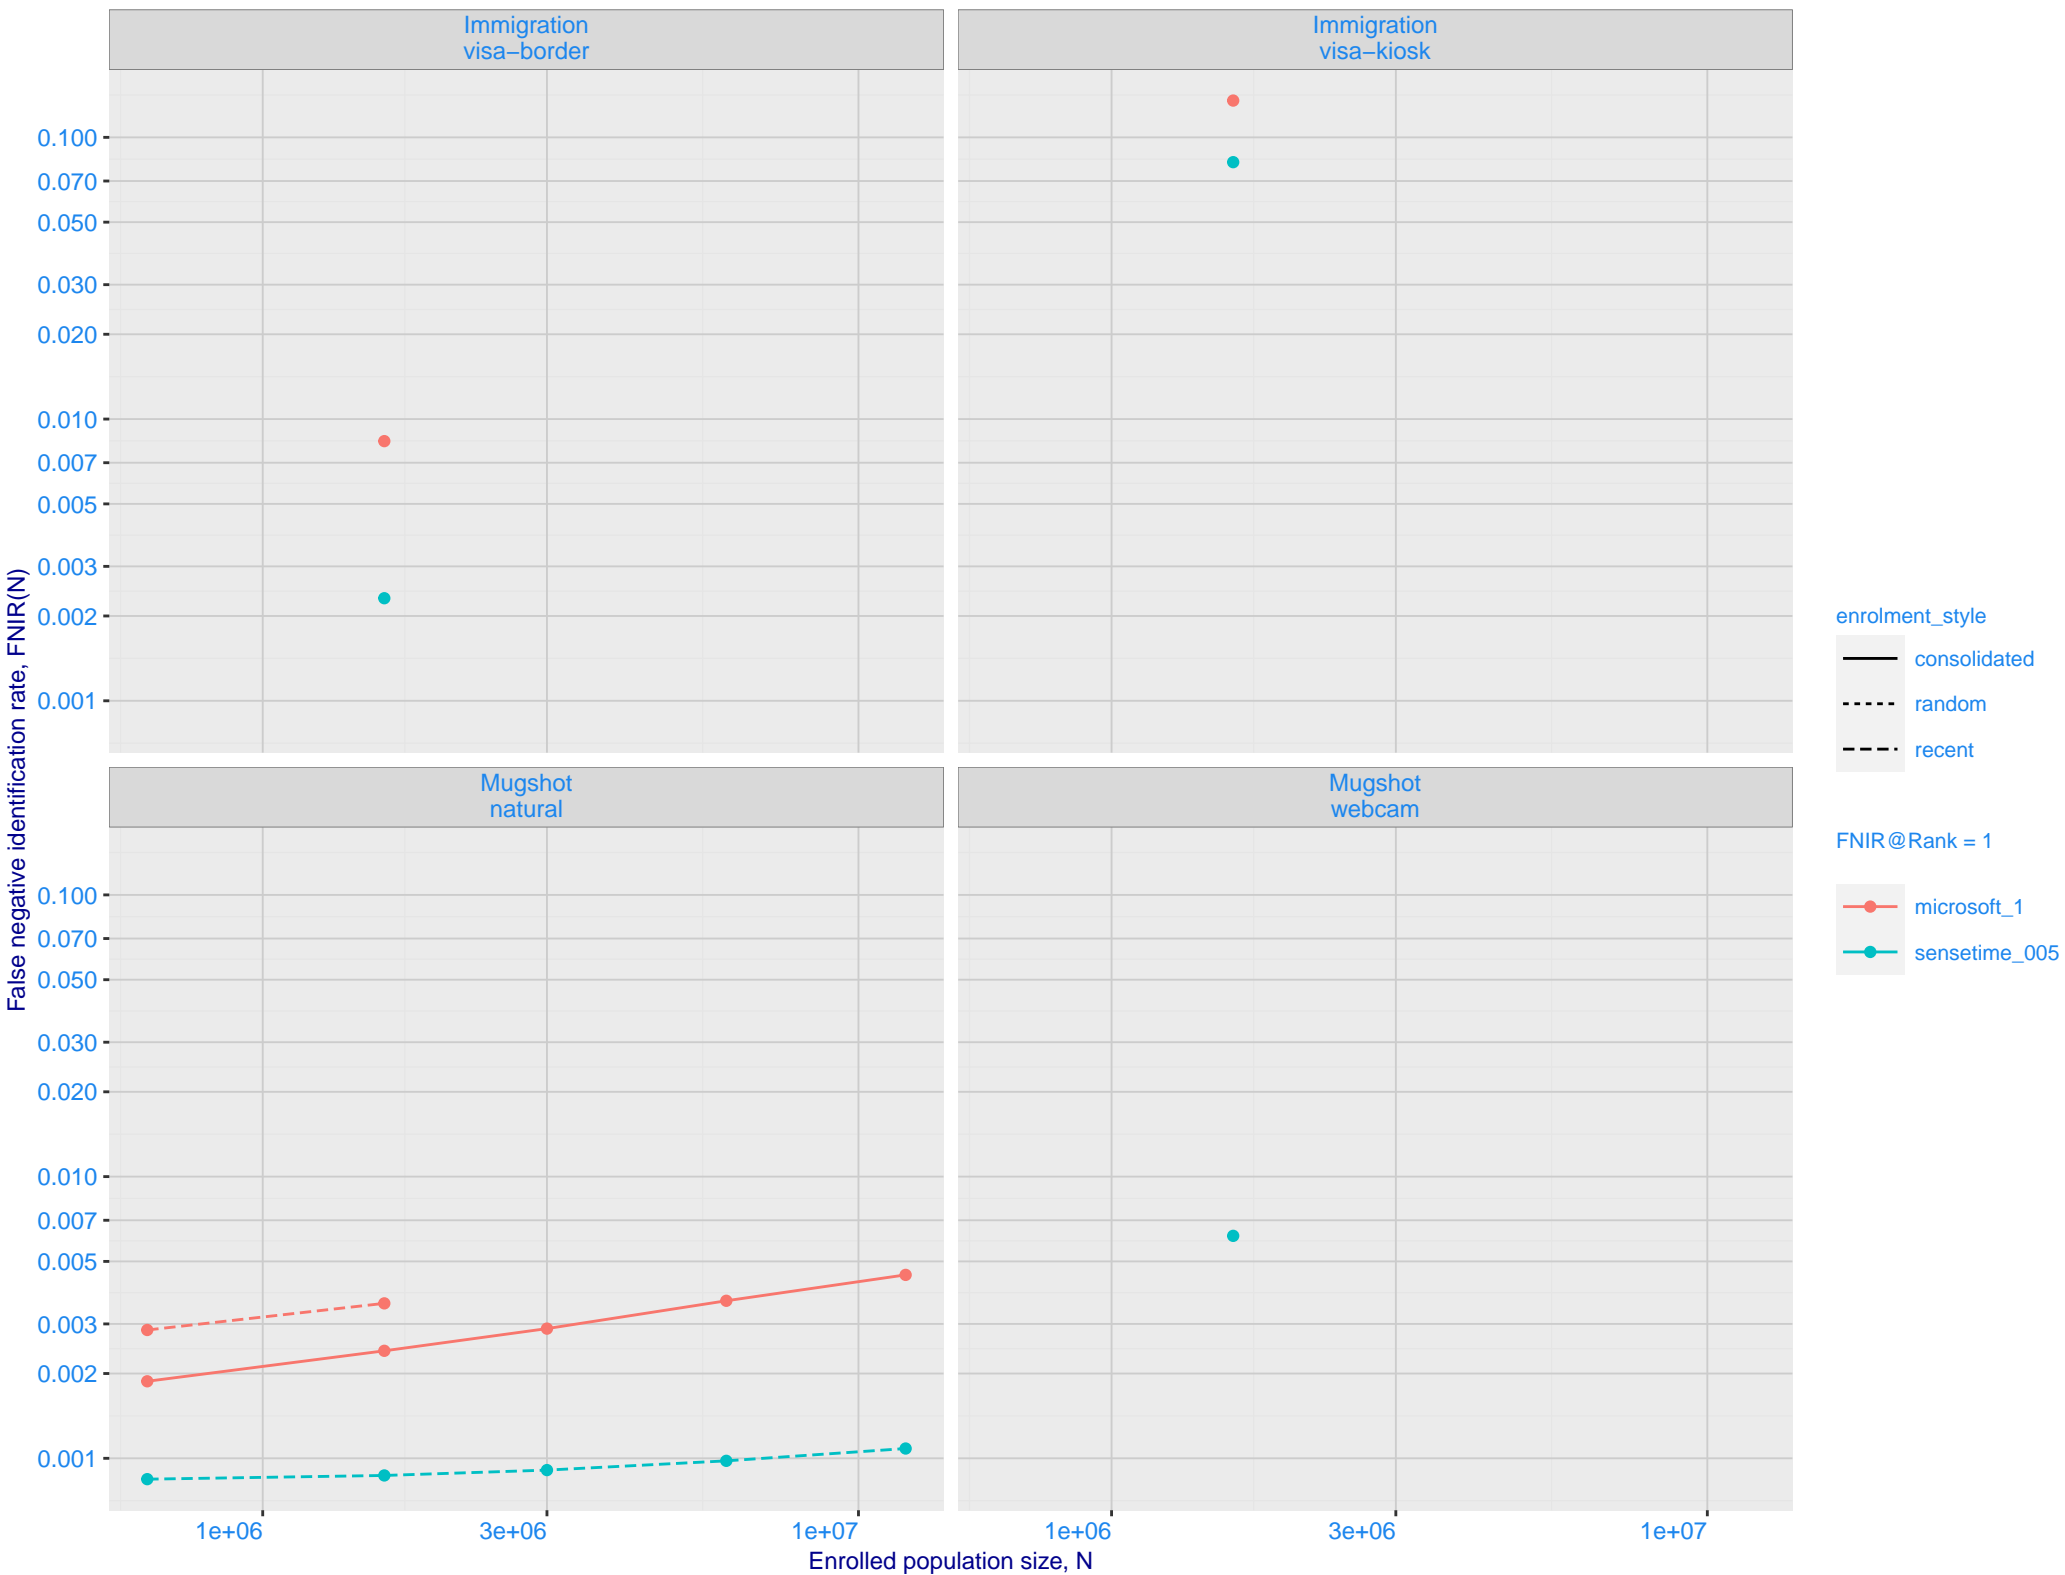 Immigration
visa−border
Immigration
visa−kiosk
0.100
0.070
0.050
0.030
0.020
0.010
0.007
0.005
0.003
0.002
0.001
Mugshot
natural
Mugshot
webcam
0.100
0.070
0.050
0.030
0.020
0.010
0.007
0.005
0.003
0.002
0.001
1e+06
3e+06
1e+07
1e+06
3e+06
1e+07
Enrolled population size, N
False negative identification rate, FNIR(N)
enrolment_style
consolidated
random
recent
FNIR@Rank = 1
microsoft_1
sensetime_005